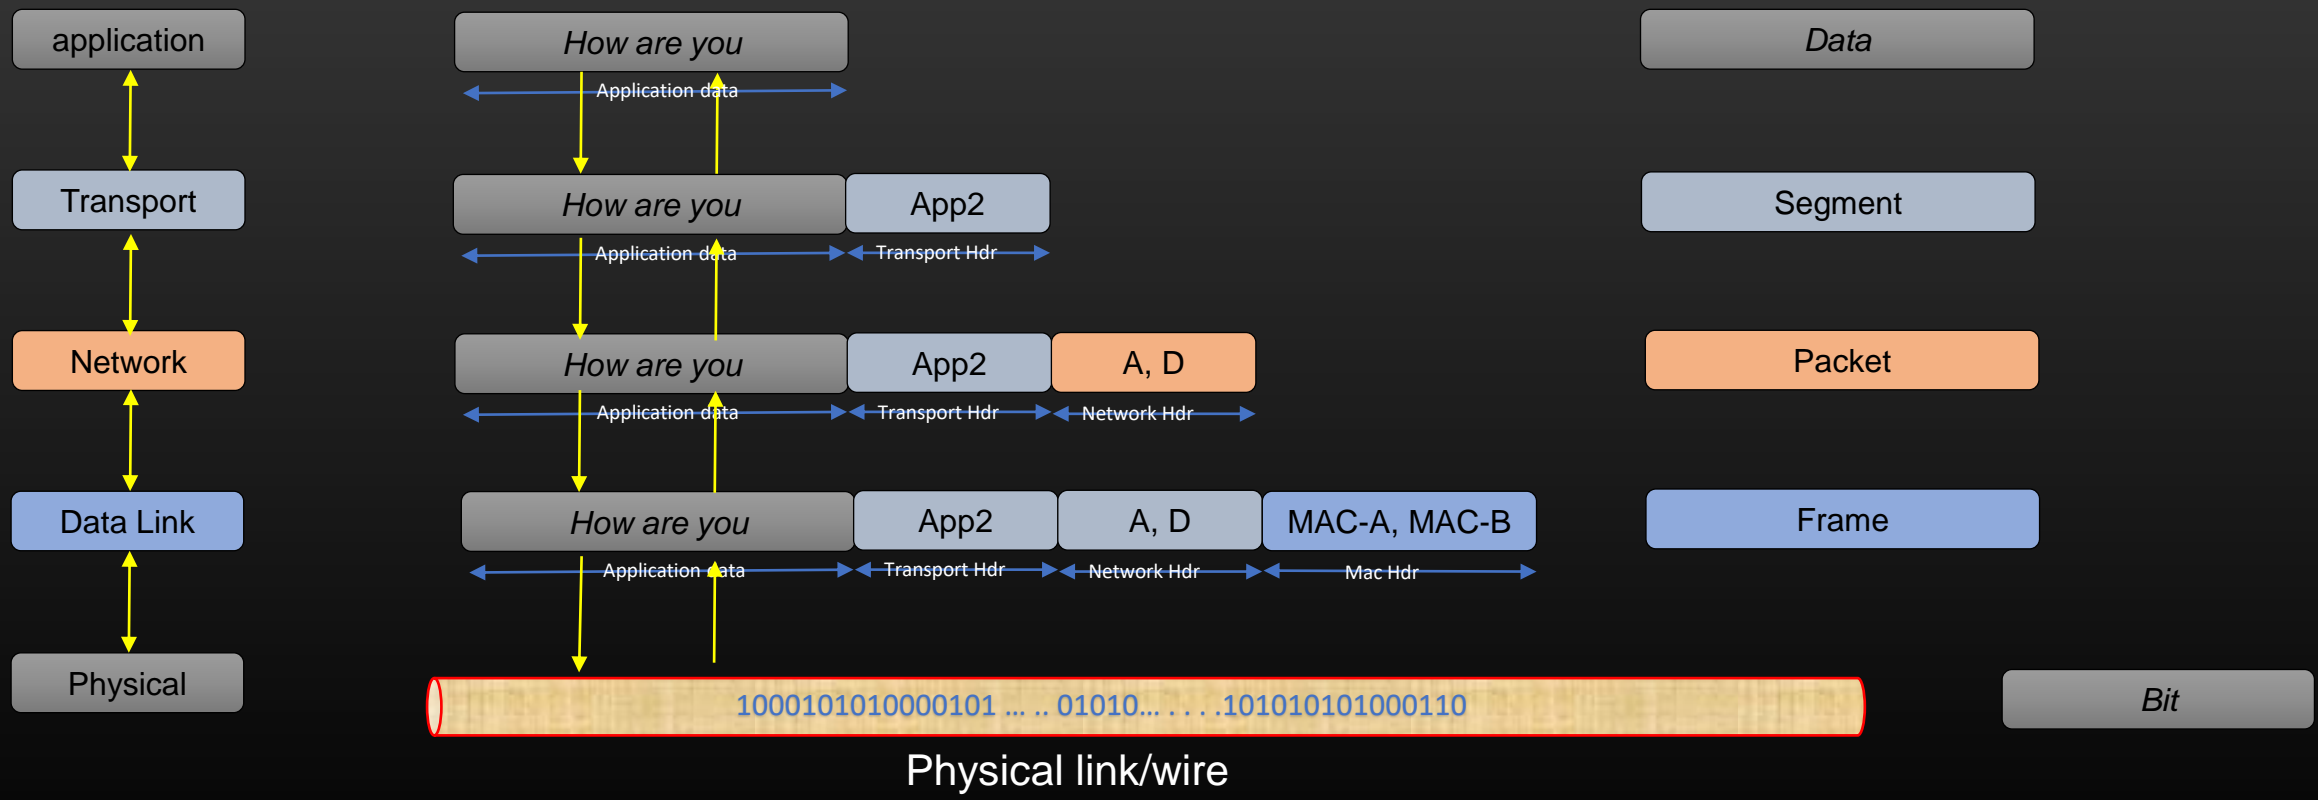 application
How are you
Data
Application data
Transport
How are you
App2
Segment
Application data
Transport Hdr
Network
How are you
App2
A, D
Packet
Application data
Transport Hdr
Network Hdr
Data Link
How are you
App2
A, D
MAC-A, MAC-B
Frame
Application data
Transport Hdr
Network Hdr
Mac Hdr
Physical
1000101010000101 ... .. 01010... . . . .101010101000110
Bit
Physical link/wire